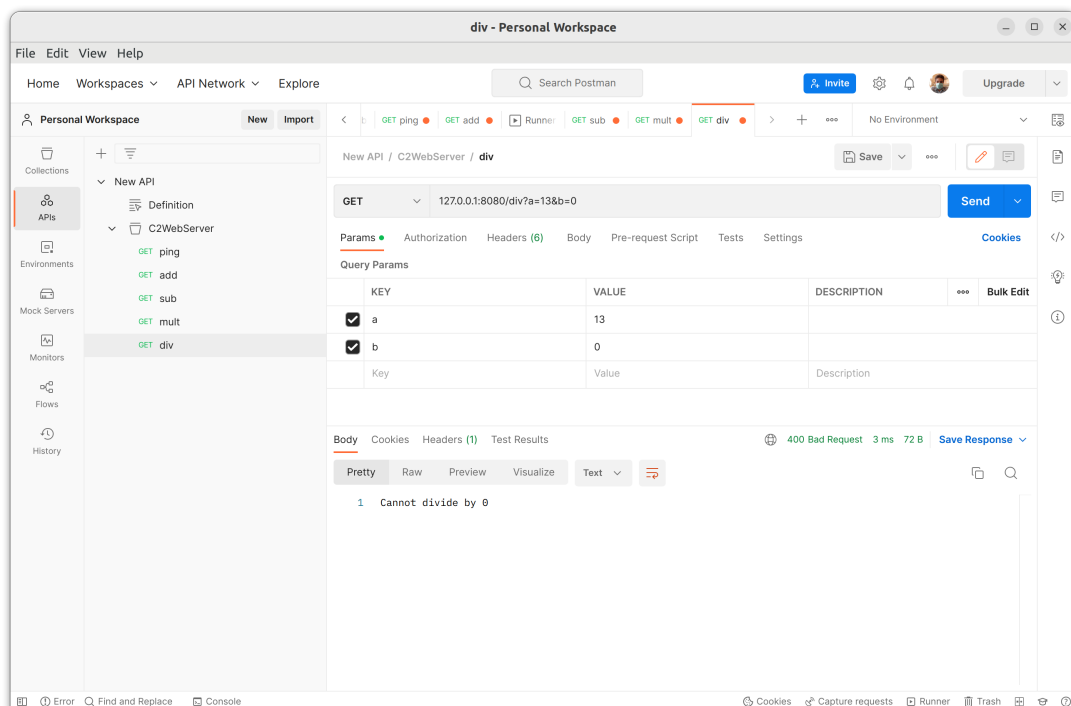 div - Personal Workspace
File Edit View Help
Home Workspaces API Network Explore Search Postman Invite Upgrade
Personal Workspace New Import GET ping GET add Runner GET sub GET mult GET div No Environment
New API / C2WebServer / div Save
Collections
New API
APIs
Definition
GET 127.0.0.1:8080/div?a=13&b=0 Send
C2WebServer
Params Authorization Headers (6) Body Pre-request Script Tests Settings Cookies
GET ping
Environments
Query Params
GET add
KEY VALUE DESCRIPTION Bulk Edit
GET sub
Mock Servers
a 13
GET mult
b 0
GET div
Monitors
Key Value Description
Flows
Body Cookies Headers (1) Test Results 400 Bad Request 3 ms 72 B Save Response
History
Pretty Raw Preview Visualize Text
1 Cannot divide by 0
Error Find and Replace Console Cookies Capture requests Runner Trash